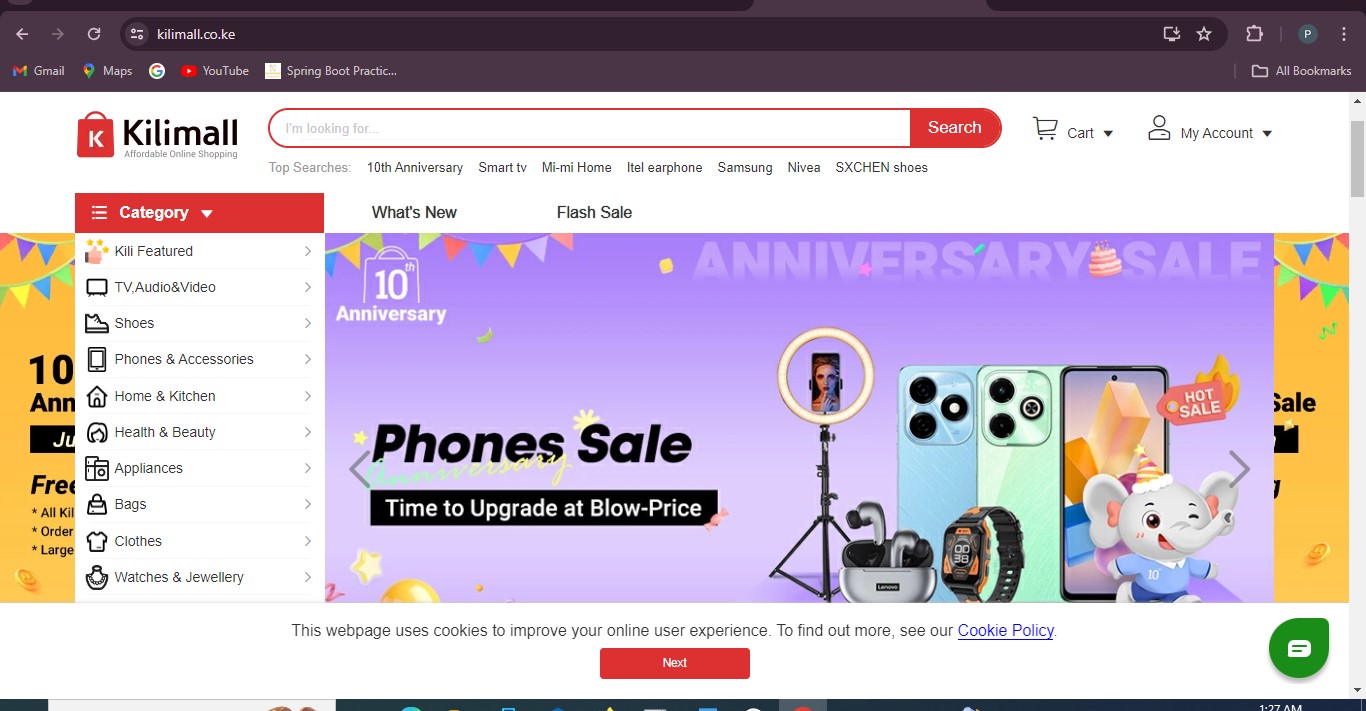 kilimall.co.ke
P
Gmail
Maps
YouTube
Spring Boot Practic...
All Bookmarks
K
Kilimall
Affordable Online Shopping
I'm looking for...
Search
Cart
My Account
Top Searches: 10th Anniversary Smart tv Mi-mi Home Itel earphone Samsung Nivea SXCHEN shoes
Category
What's New
Flash Sale
Kili Featured
TV,Audio&Video
Shoes
Phones & Accessories
Home & Kitchen
Health & Beauty
Appliances
Bags
Clothes
Watches & Jewellery
10
Ann
Ju
Free
* All Kil
* Order
* Large
10th
Anniversary
ANNIVERSARY SALE
Phones Sale
Anniversary
Time to Upgrade at Blow-Price
HOT
SALE
Lenovo
00
38
10
Sale
This webpage uses cookies to improve your online user experience. To find out more, see our Cookie Policy.
Next
1:27 AM